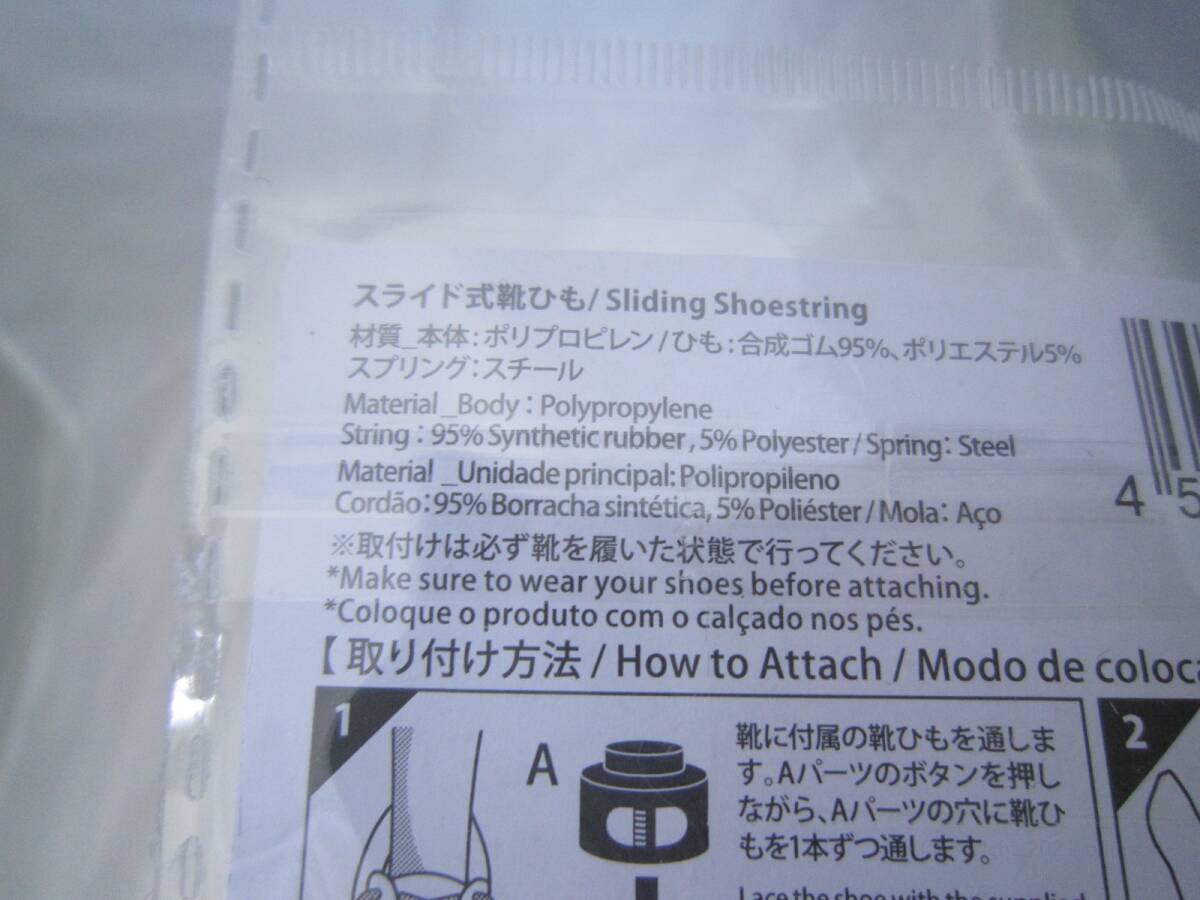 スライド式靴ひも/ Sliding Shoestring
材質_本体:ポリプロピレン/ひも:合成ゴム95%、ポリエステル5%
スプリング:スチール
Material_Body:Polypropylene
String:95% Synthetic rubber, 5% Polyester / Spring: Steel
Material _Unidade principal: Polipropileno
Cordão:95% Borracha sintética, 5% Poliéster / Mola: Aço
※取付けは必ず靴を履いた状態で行ってください。
*Make sure to wear your shoes before attaching.
*Coloque o produto com o calçado nos pés.
【取り付け方法 / How to Attach / Modo de coloca
1
A
靴に付属の靴ひもを通しま
す。Aパーツのボタンを押し
ながら、Aパーツの穴に靴ひ
もを1本ずつ通します。
Lace the shoe with the supplied
2
4 5